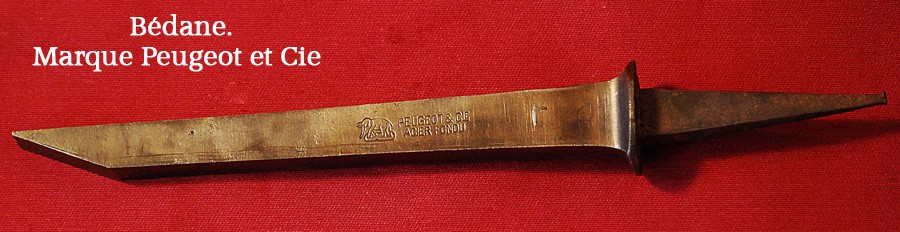 Bédane.
Marque Peugeot et Cie
PEUGEOT & CIE
ACIER FONDU